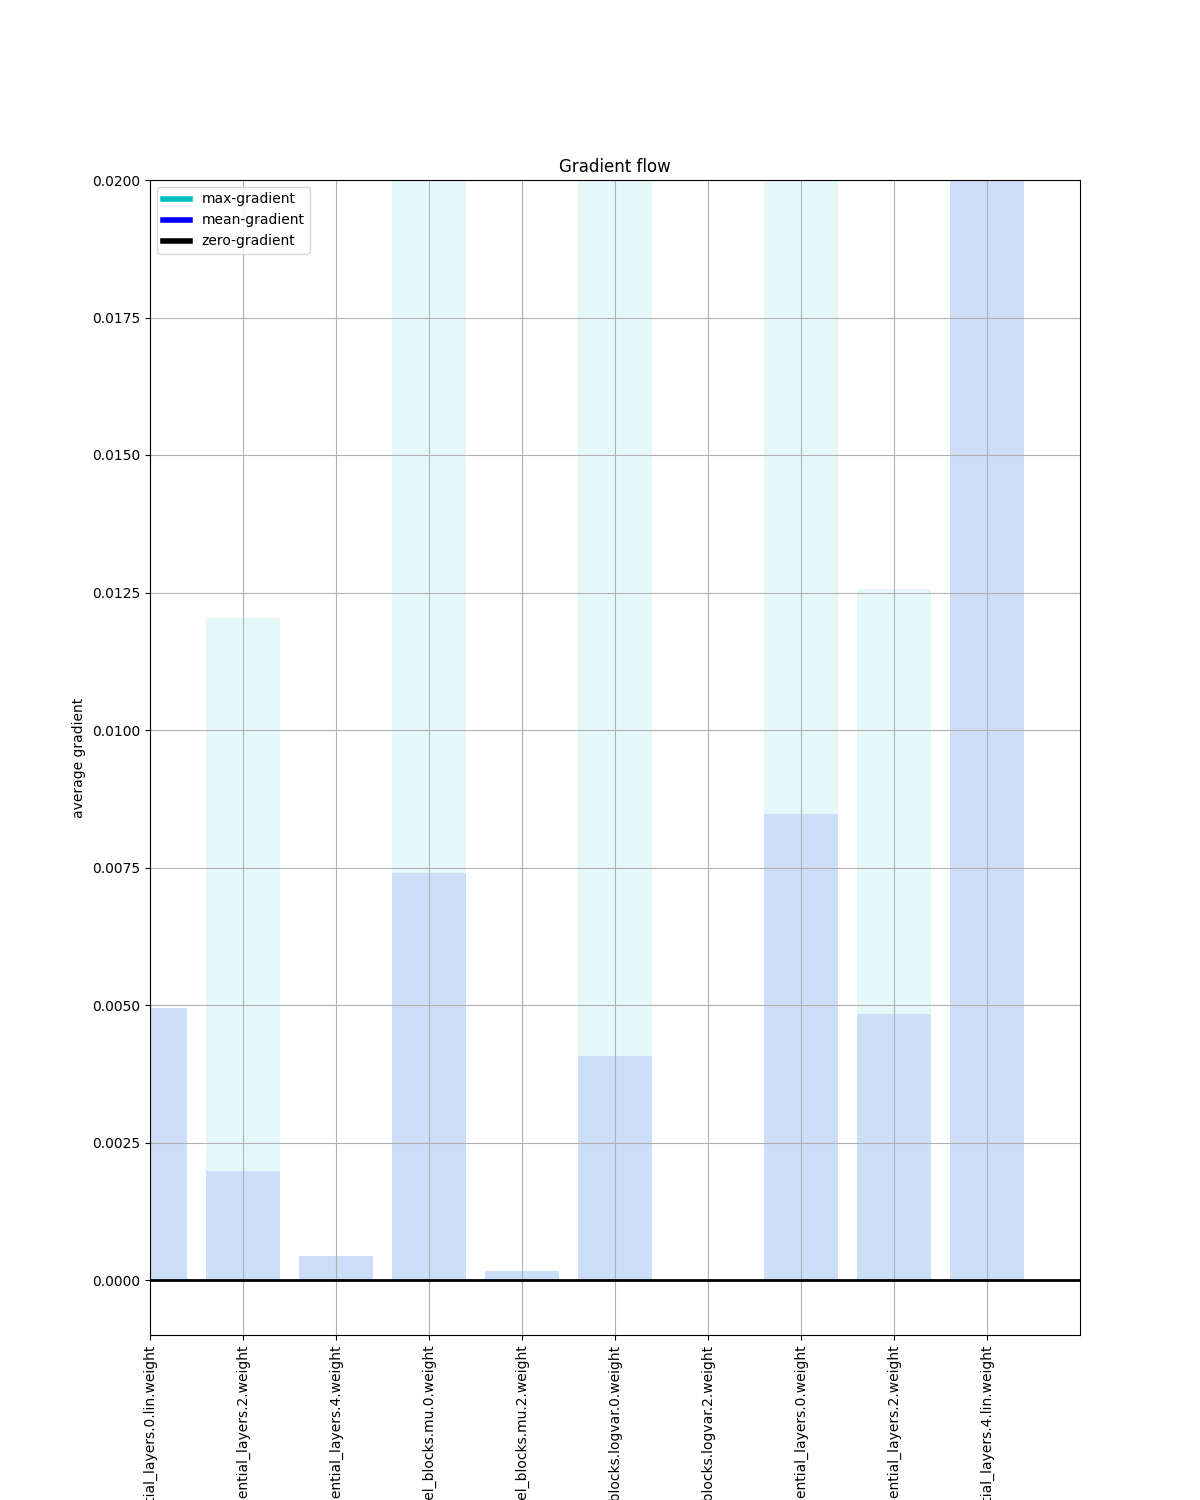 Gradient flow
max-gradient
mean-gradient
zero-gradient
0.0200
0.0175
0.0150
0.0125
0.0100
0.0075
0.0050
0.0025
0.0000
average gradient
tial_layers.0.lin.weight
ential_layers.2.weight
ential_layers.4.weight
el_blocks.mu.0.weight
el_blocks.mu.2.weight
blocks.logvar.0.weight
blocks.logvar.2.weight
ential_layers.0.weight
ential_layers.2.weight
tial_layers.4.lin.weight